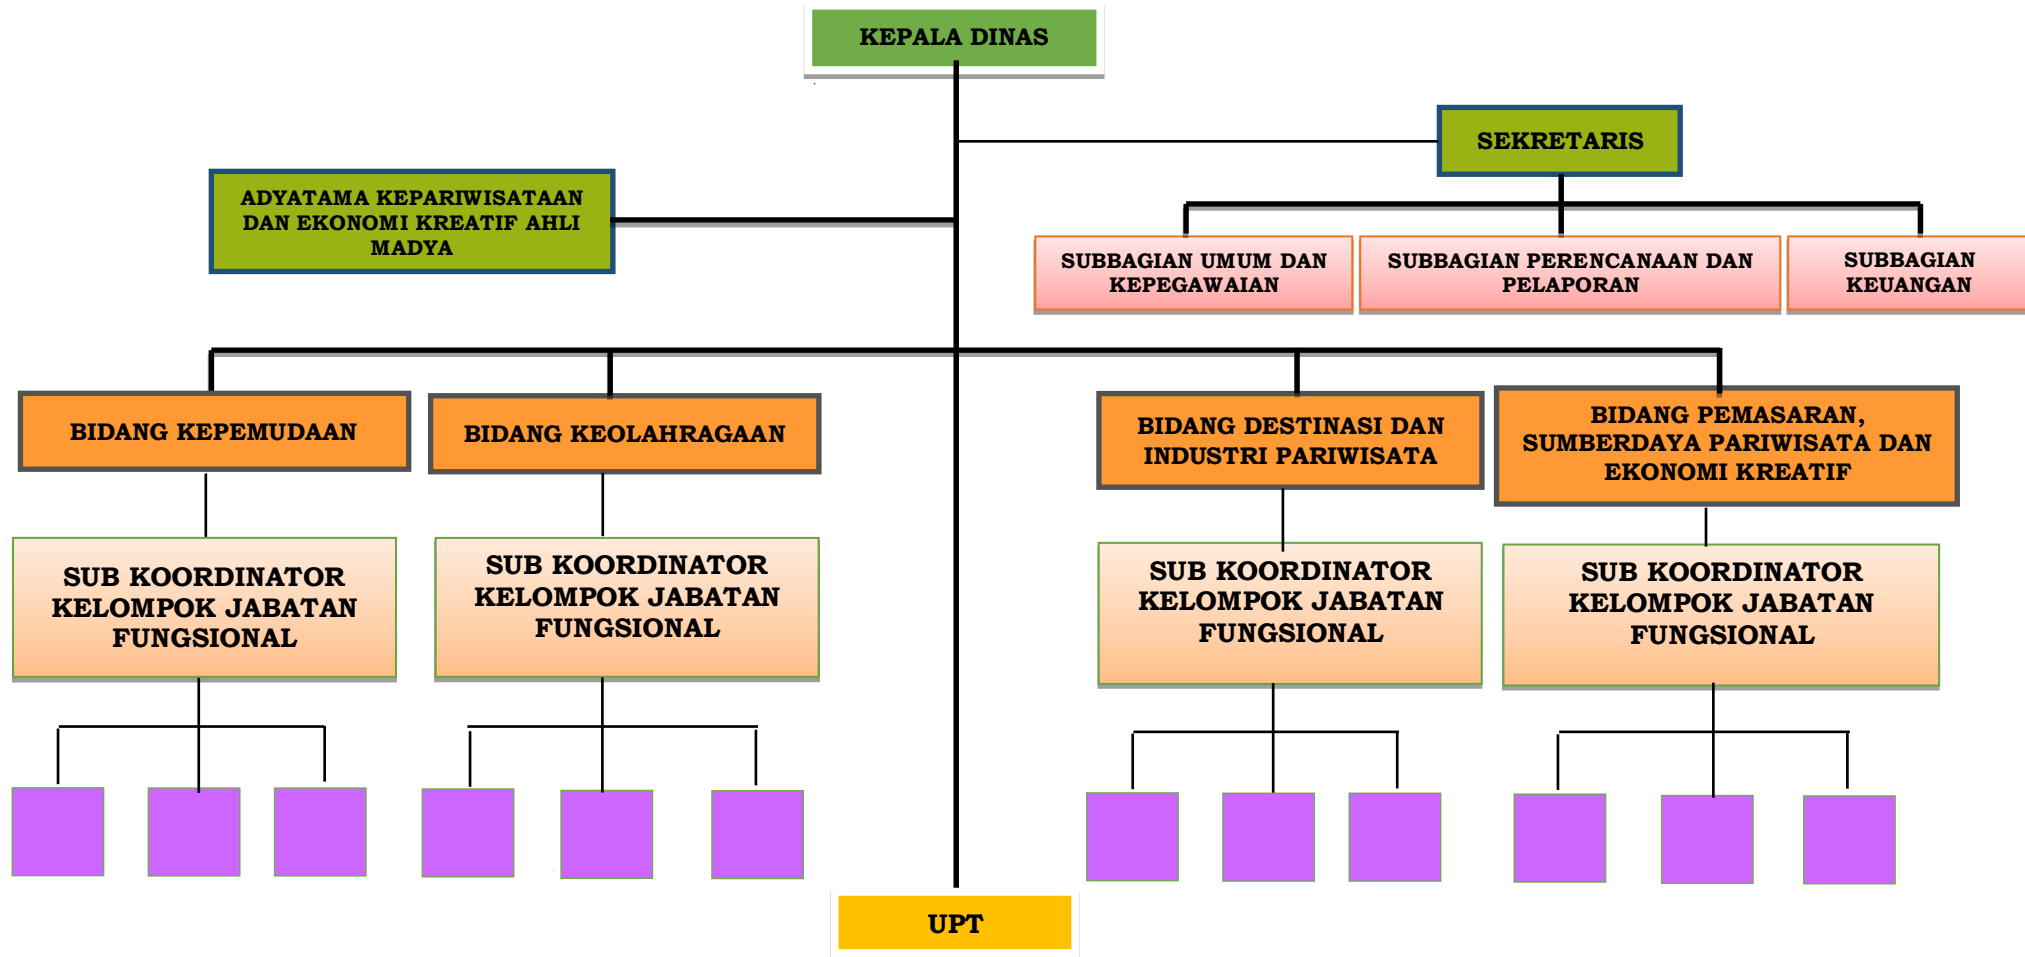 KEPALA DINAS
SEKRETARIS
ADYATAMA KEPARIWISATAAN
DAN EKONOMI KREATIF AHLI
MADYA
SUBBAGIAN UMUM DAN
KEPEGAWAIAN
SUBBAGIAN PERENCANAAN DAN
PELAPORAN
SUBBAGIAN
KEUANGAN
BIDANG KEPEMUDAAN
BIDANG KEOLAHRAGAAN
BIDANG DESTINASI DAN
INDUSTRI PARIWISATA
BIDANG PEMASARAN,
SUMBERDAYA PARIWISATA DAN
EKONOMI KREATIF
SUB KOORDINATOR
KELOMPOK JABATAN
FUNGSIONAL
SUB KOORDINATOR
KELOMPOK JABATAN
FUNGSIONAL
SUB KOORDINATOR
KELOMPOK JABATAN
FUNGSIONAL
SUB KOORDINATOR
KELOMPOK JABATAN
FUNGSIONAL
UPT